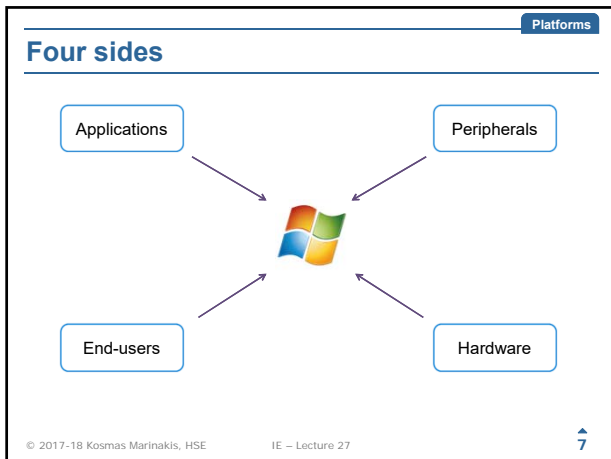 Platforms
Four sides
Applications
Peripherals
End-users
Hardware
© 2017-18 Kosmas Marinakis, HSE
IE – Lecture 27
7